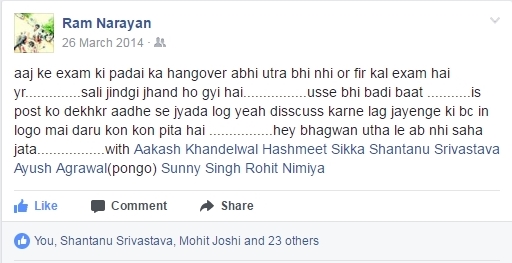 Ram Narayan
26 March 2014 ·
aaj ke exam ki padai ka hangover abhi utra bhi nhi or fir kal exam hai
yr.............sali jindgi jhand ho gyi hai...............usse bhi badi baat ...........is
post ko dekhkr aadhe se jyada log yeah disscuss karne lag jayenge ki bc in
logo mai daru kon kon pita hai ................hey bhagwan utha le ab nhi saha
jata.................with Aakash Khandelwal Hashmeet Sikka Shantanu Srivastava
Ayush Agrawal(pongo) Sunny Singh Rohit Nimiya
Like Comment Share
You, Shantanu Srivastava, Mohit Joshi and 23 others